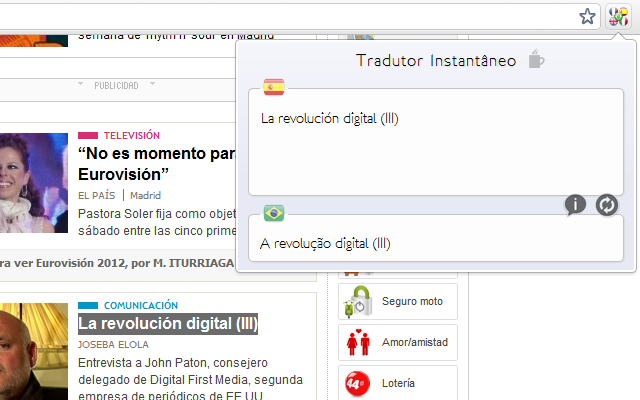 semana de 'rhythm n' soul' en Madrid
PUBLICIDAD
TELEVISIÓN
“No es momento par
Eurovisión”
EL PAÍS | Madrid
Pastora Soler fija como objet
sábado entre las cinco prime
ra ver Eurovisión 2012, por M. ITURRIAGA
COMUNICACIÓN
La revolución digital (III)
JOSEBA ELOLA
Entrevista a John Paton, consejero
delegado de Digital First Media, segunda
empresa de periódicos de EE UU
Tradutor Instantâneo
La revolución digital (III)
A revolução digital (III)
Seguro moto
Amor/amistad
44
Lotería